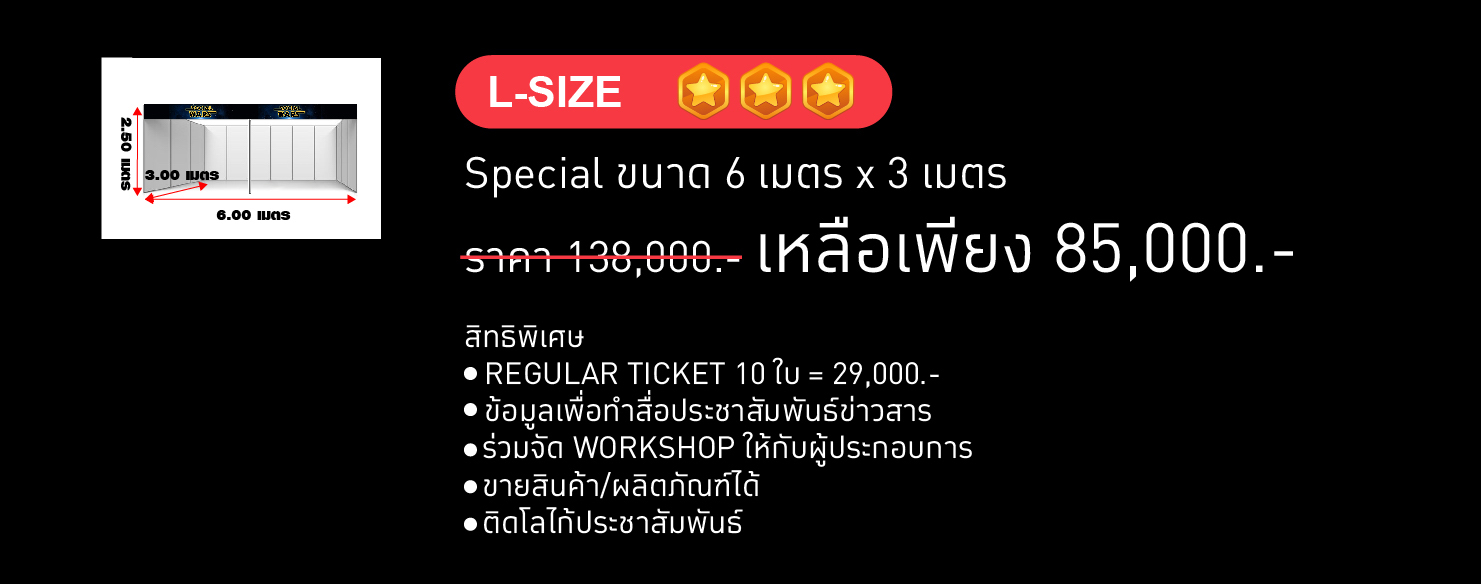 L-SIZE
Special ขนาด 6 เมตร x 3 เมตร
ราคา 138,000.- เหลือเพียง 85,000.-
2.50 เมตร
3.00 เมตร
6.00 เมตร
สิทธิพิเศษ
● REGULAR TICKET 10 ใบ = 29,000.-
● ข้อมูลเพื่อทำสื่อประชาสัมพันธ์ข่าวสาร
● ร่วมจัด WORKSHOP ให้กับผู้ประกอบการ
● ขายสินค้า/ผลิตภัณฑ์ได้
● ติดโลโก้ประชาสัมพันธ์